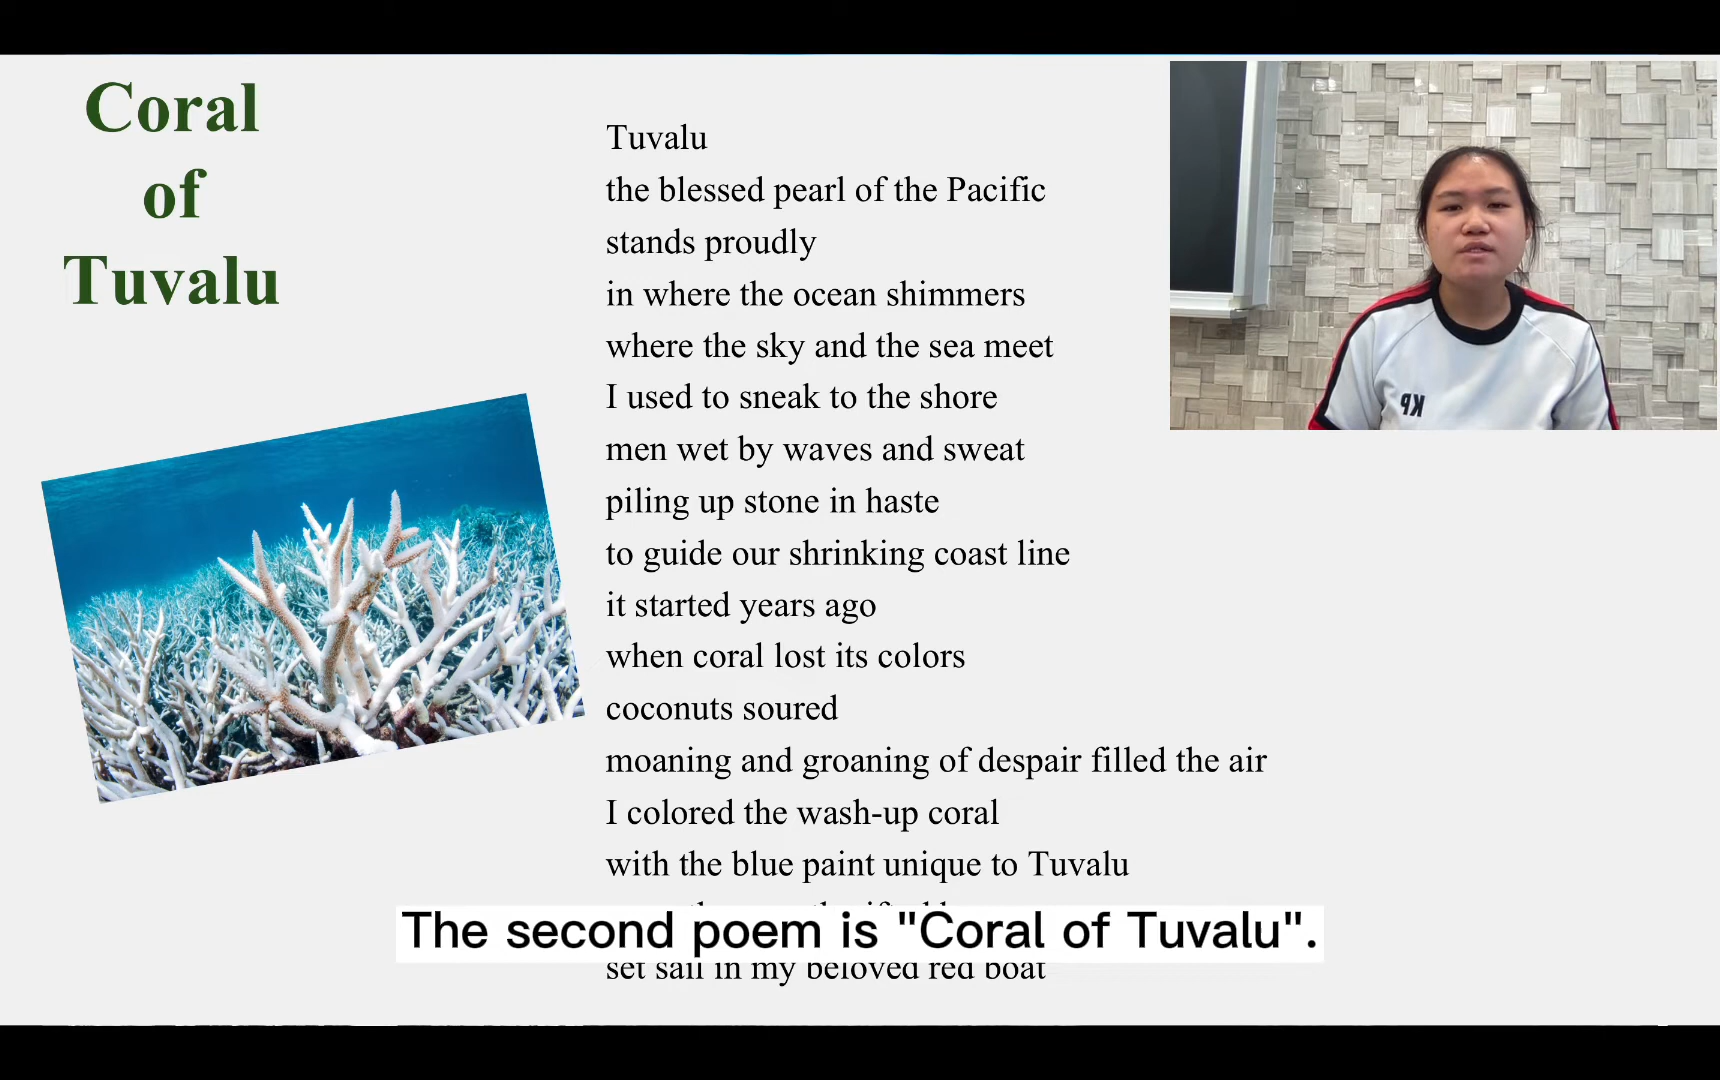 Coral
of
Tuvalu
Tuvalu
the blessed pearl of the Pacific
stands proudly
in where the ocean shimmers
where the sky and the sea meet
I used to sneak to the shore
men wet by waves and sweat
piling up stone in haste
to guide our shrinking coast line
it started years ago
when coral lost its colors
coconuts soured
moaning and groaning of despair filled the air
I colored the wash-up coral
with the blue paint unique to Tuvalu
The second poem is "Coral of Tuvalu".
set sail in my beloved red boat
KP